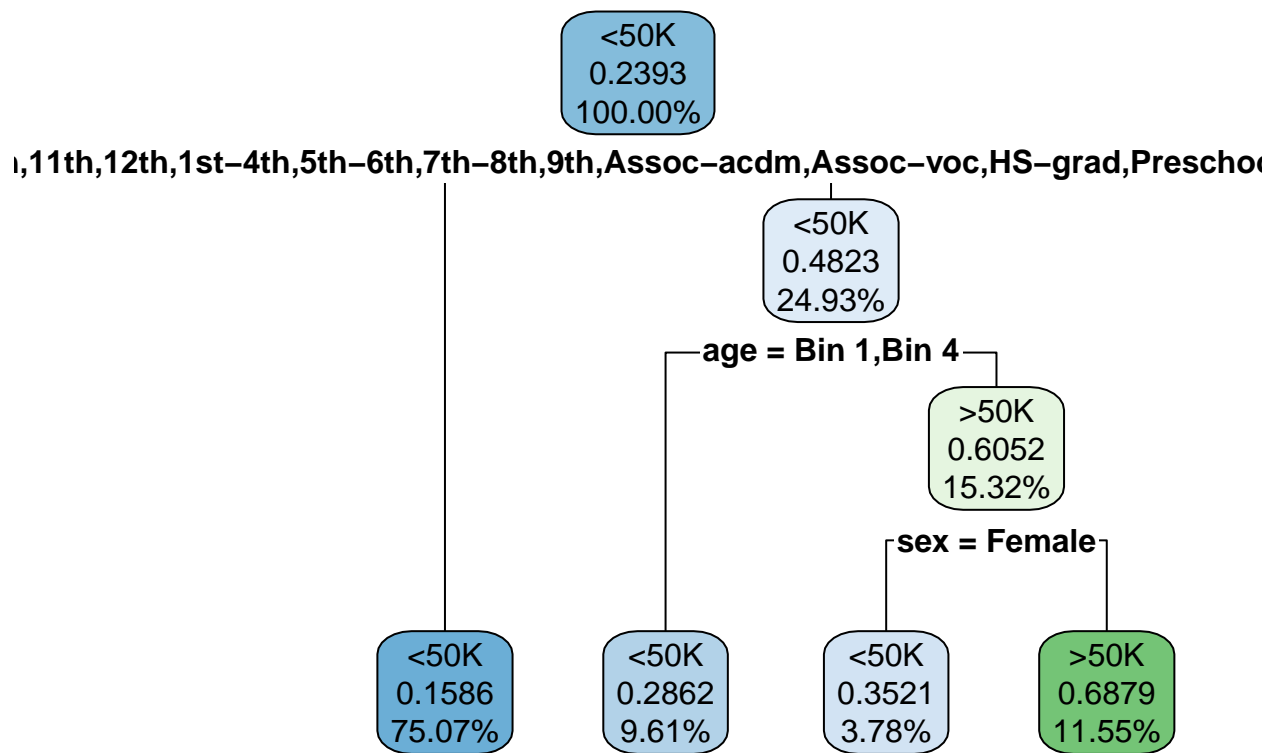 <50K
0.2393
100.00%
,11th,12th,1st−4th,5th−6th,7th−8th,9th,Assoc−acdm,Assoc−voc,HS−grad,Preschoo
<50K
0.4823
24.93%
age = Bin 1,Bin 4
>50K
0.6052
15.32%
sex = Female
<50K
0.1586
75.07%
<50K
0.2862
9.61%
<50K
0.3521
3.78%
>50K
0.6879
11.55%